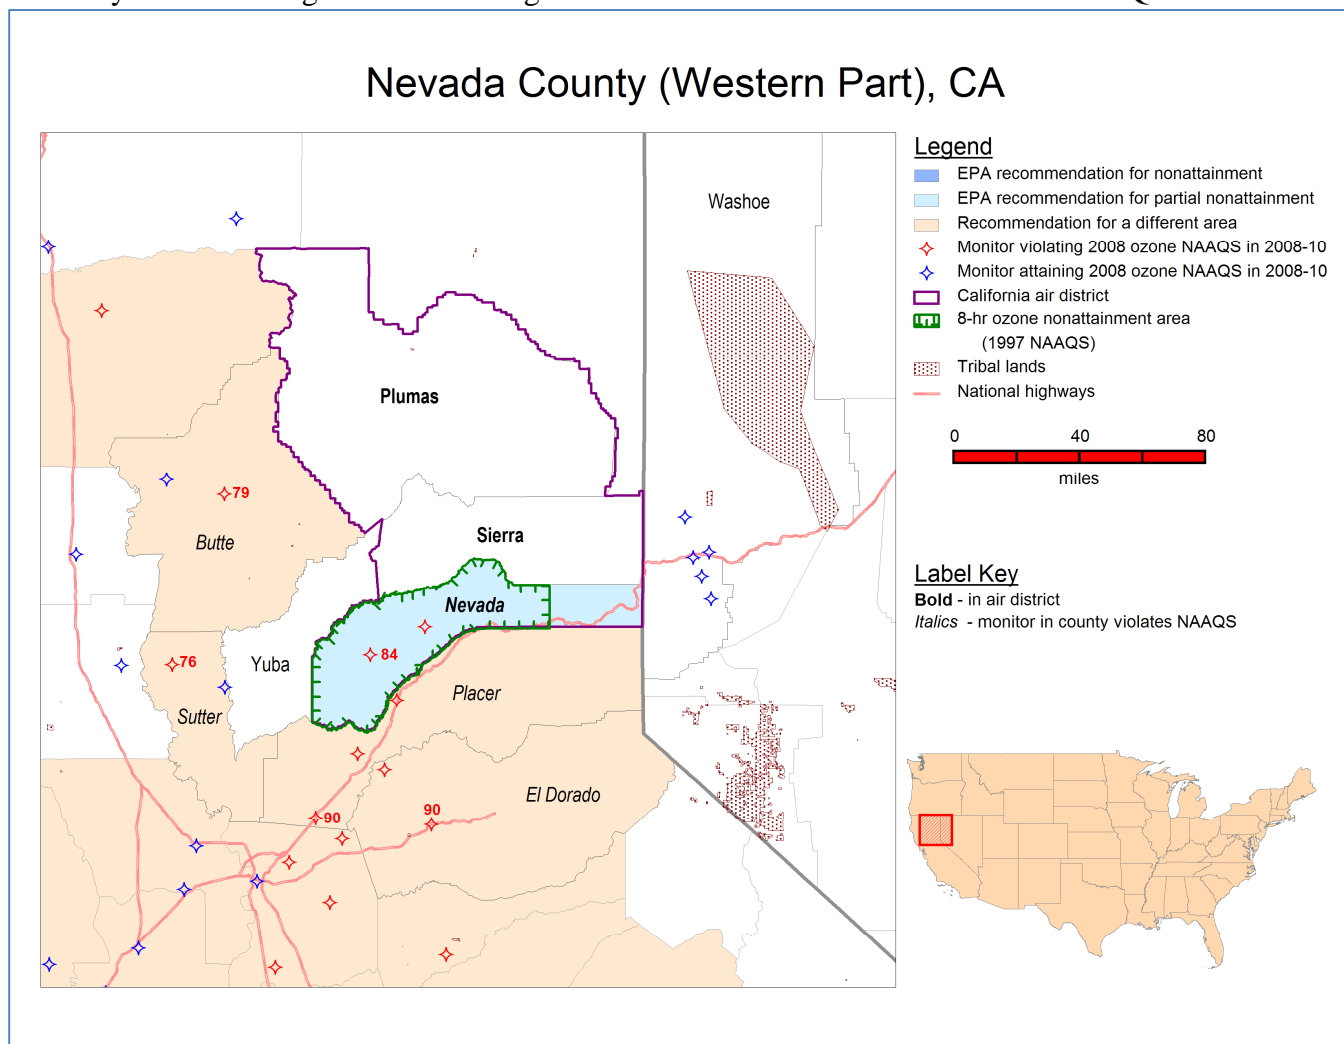 Nevada County (Western Part), CA
Legend
EPA recommendation for nonattainment
EPA recommendation for partial nonattainment
Recommendation for a different area
Monitor violating 2008 ozone NAAQS in 2008-10
Monitor attaining 2008 ozone NAAQS in 2008-10
California air district
8-hr ozone nonattainment area
(1997 NAAQS)
Tribal lands
National highways
0 40 80
miles
Label Key
Bold - in air district
Italics - monitor in county violates NAAQS
Washoe
Plumas
79
Butte
Sierra
Nevada
84
76
Yuba
Sutter
Placer
El Dorado
90
90